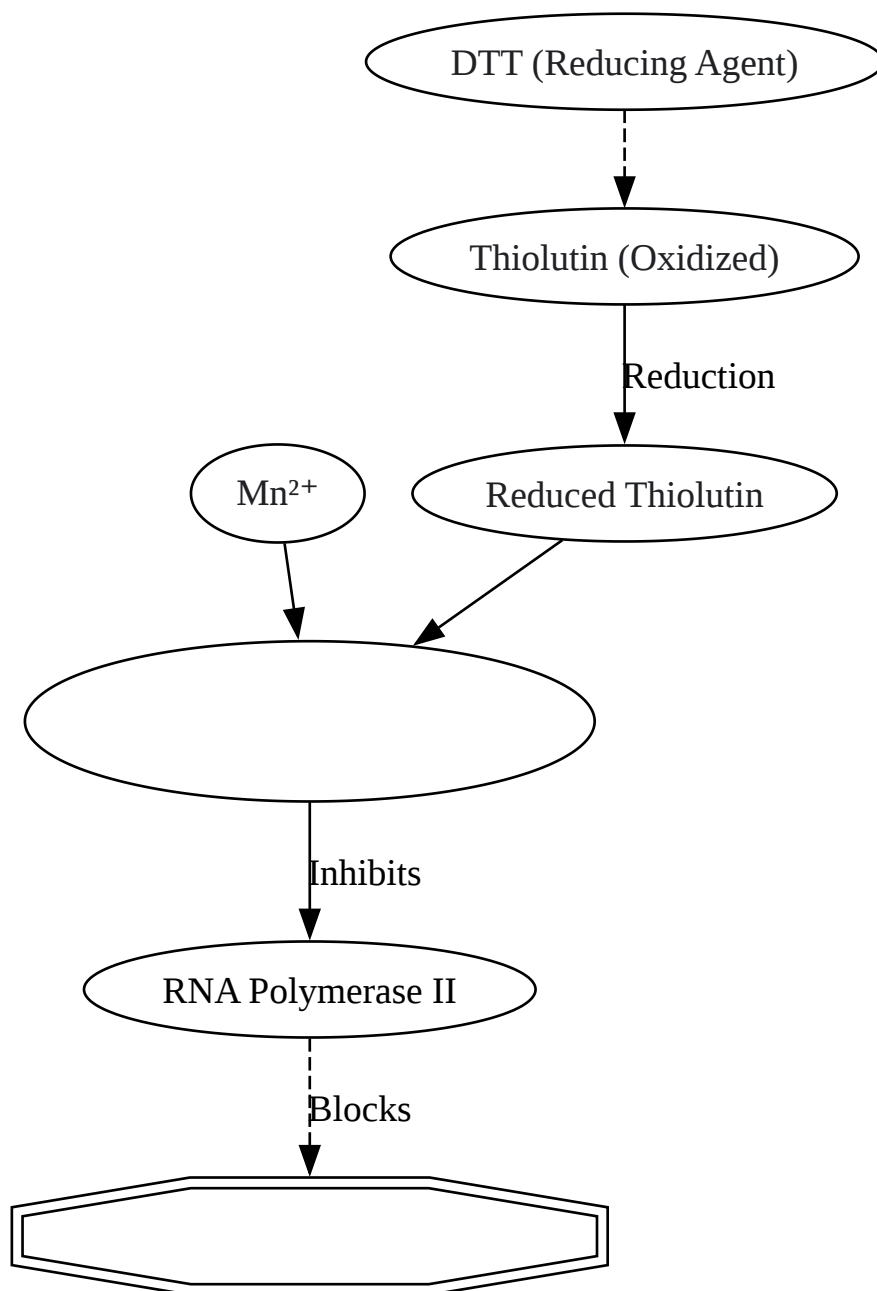 DTT (Reducing Agent)
Thiolutin (Oxidized)
Reduction
Mn²⁺
Reduced Thiolutin
Inhibits
RNA Polymerase II
Blocks